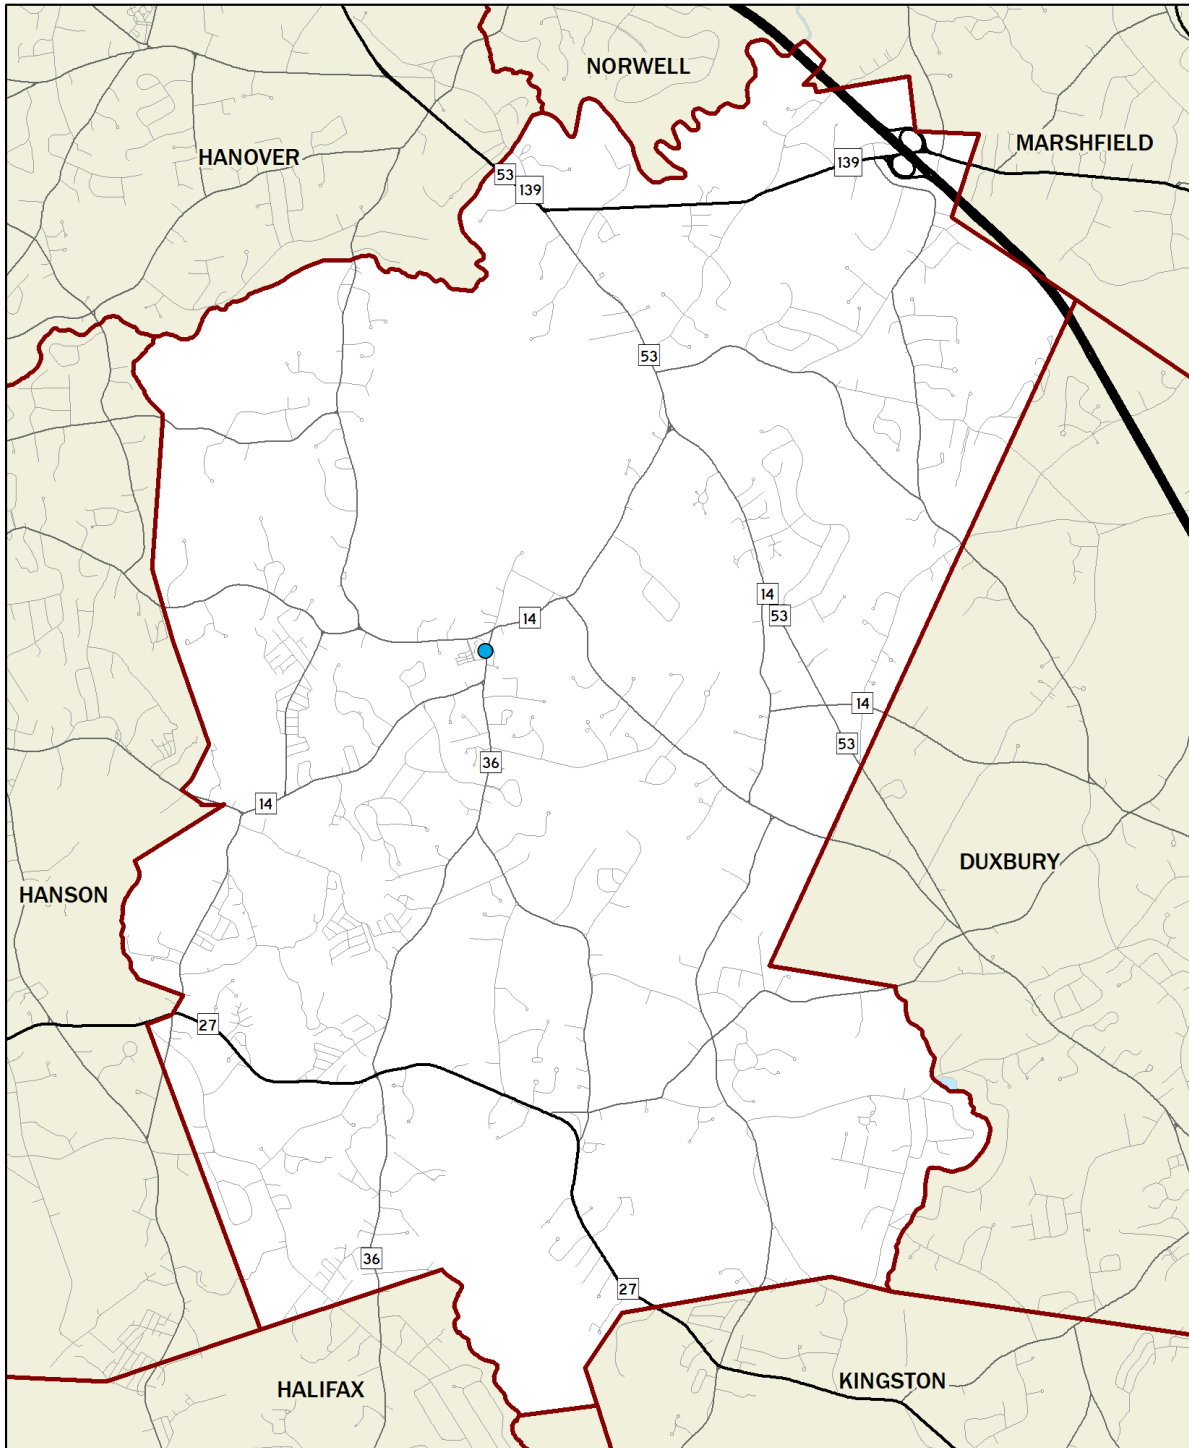 NORWELL
MARSHFIELD
HANOVER
139
53
139
53
14
14
53
14
53
36
14
DUXBURY
HANSON
27
36
27
KINGSTON
HALIFAX